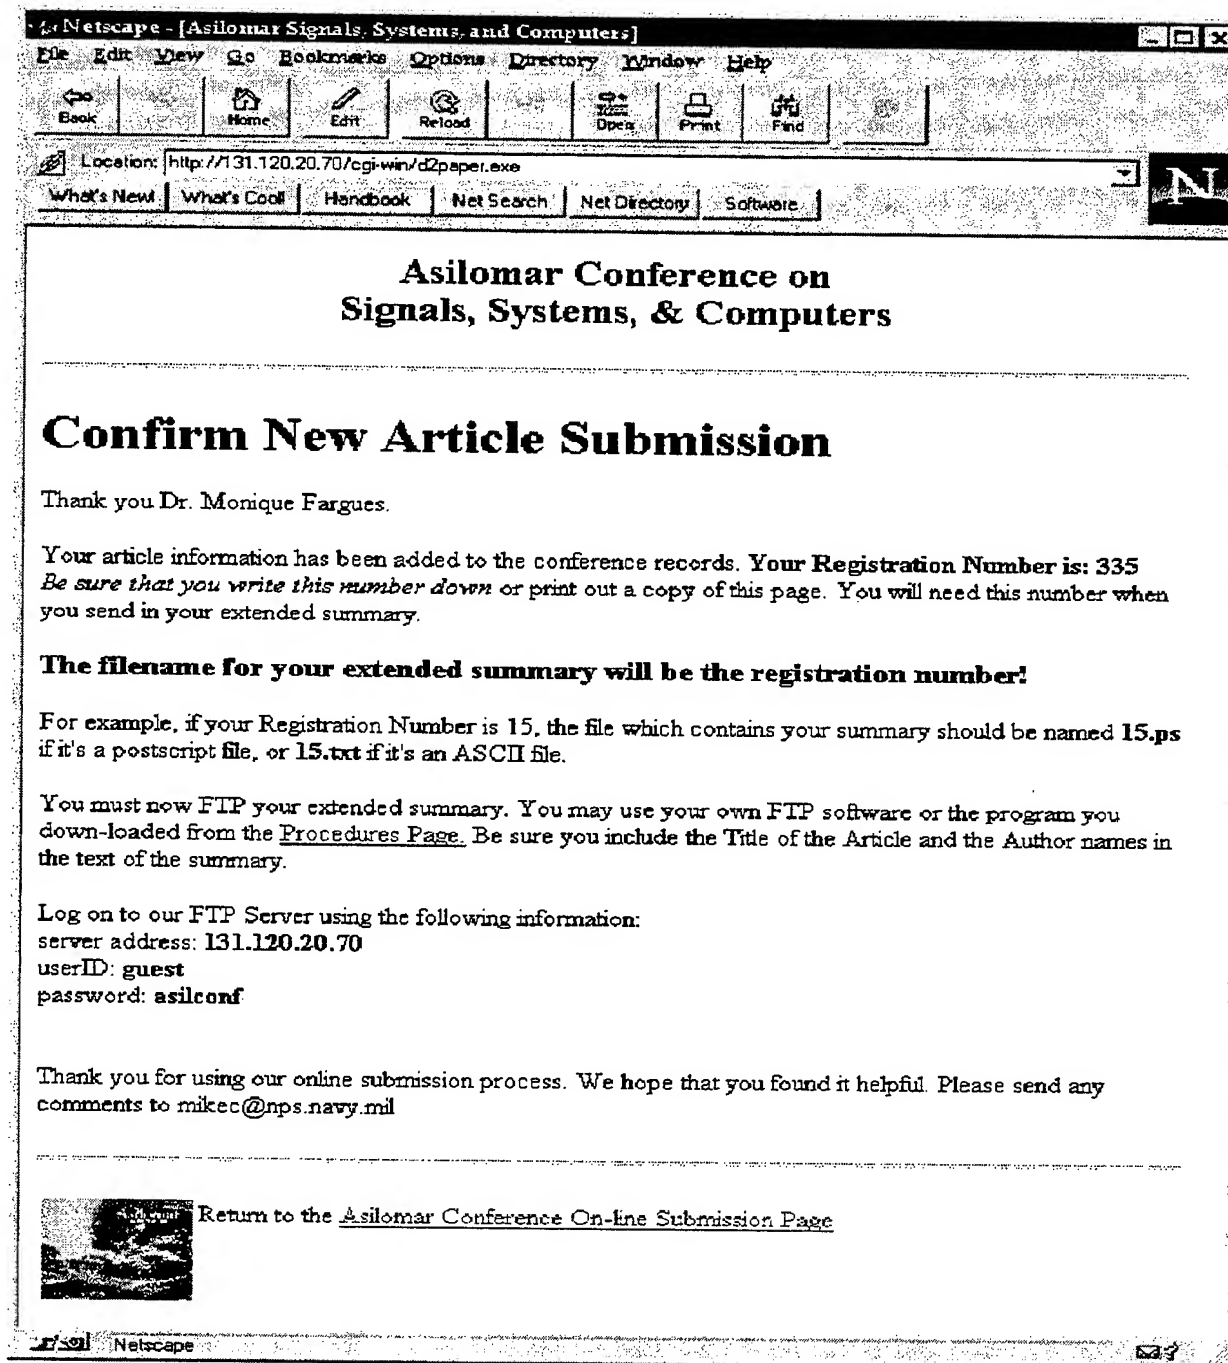 Netscape - [Asilomar Signals, Systems, and Computers]
File Edit View Go Bookmarks Options Directory Window Help
Back Home Edit Reload Open Print Find
Location: http://131.120.20.70/cgi-win/d2paper.exe
What's New! What's Cool! Handbook Net Search Net Directory Software
N
Asilomar Conference on
Signals, Systems, & Computers
Confirm New Article Submission
Thank you Dr. Monique Fargues.
Your article information has been added to the conference records. Your Registration Number is: 335
Be sure that you write this number down or print out a copy of this page. You will need this number when
you send in your extended summary.
The filename for your extended summary will be the registration number!
For example, if your Registration Number is 15, the file which contains your summary should be named 15.ps
if it's a postscript file, or 15.txt if it's an ASCII file.
You must now FTP your extended summary. You may use your own FTP software or the program you
down-loaded from the Procedures Page. Be sure you include the Title of the Article and the Author names in
the text of the summary.
Log on to our FTP Server using the following information:
server address: 131.120.20.70
userID: guest
password: asilconf
Thank you for using our online submission process. We hope that you found it helpful. Please send any
comments to mikec@nps.navy.mil
Return to the Asilomar Conference On-line Submission Page
Netscape